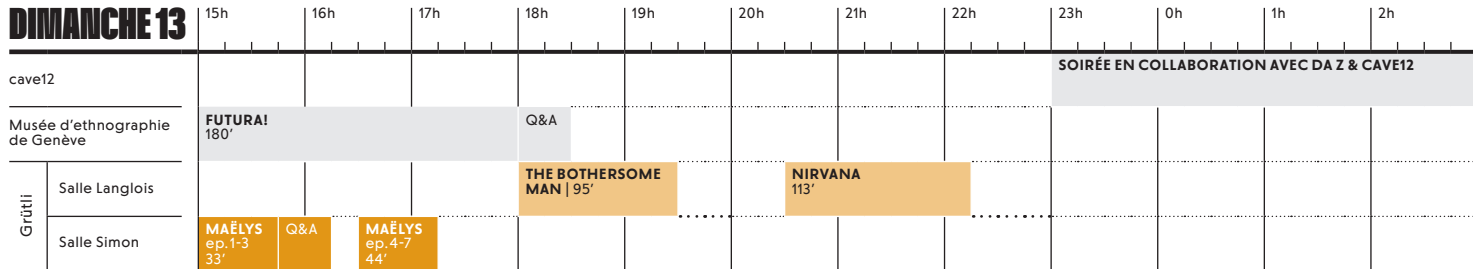 DIMANCHE 13
15h 16h 17h 18h 19h 20h 21h 22h 23h 0h 1h 2h
cave12
SOIRÉE EN COLLABORATION AVEC DA Z & CAVE12
Musée d'ethnographie
de Genève
FUTURA!
180'
Q&A
Grütli
Salle Langlois
THE BOTHERSOME
MAN | 95'
NIRVANA
113'
Salle Simon
MAËLYS
ep.1-3
33'
Q&A
MAËLYS
ep.4-7
44'